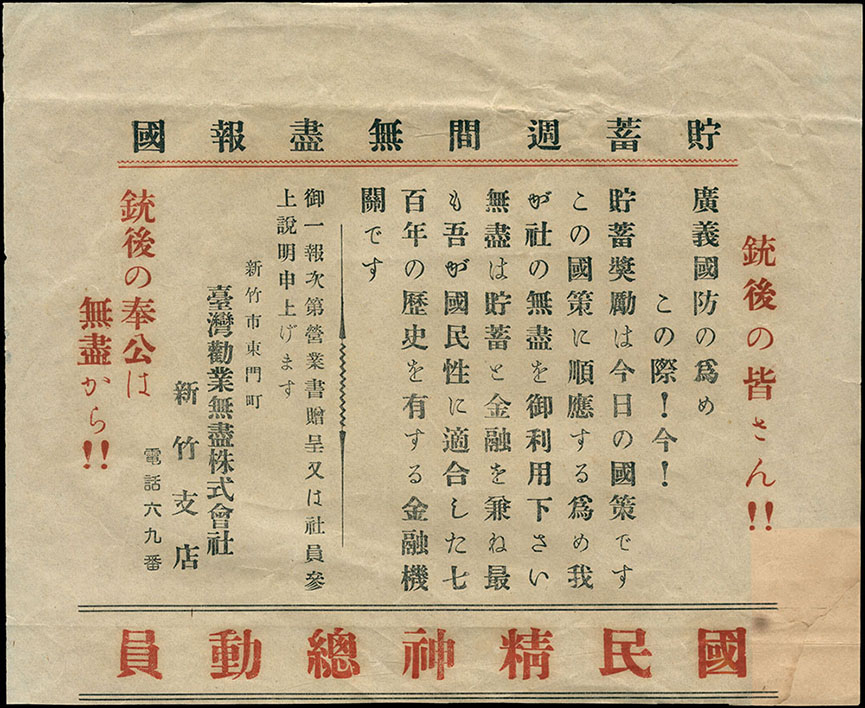 貯蓄週間無盡報國
銃後の皆さん!!
廣義國防の爲め
この際!今!
貯蓄奬勵は今日の國策です
この國策に順應する爲め我
が社の無盡を御利用下さい
無盡は貯蓄と金融を兼ね最
も吾が國民性に適合した七
百年の歴史を有する金融機
關です
御一報次第營業書贈呈又は社員參
上說明申上げます
新竹市東門町
臺灣勸業無盡株式會社
新竹支店
電話六九番
銃後の奉公は
無盡から!!
國民精神總動員